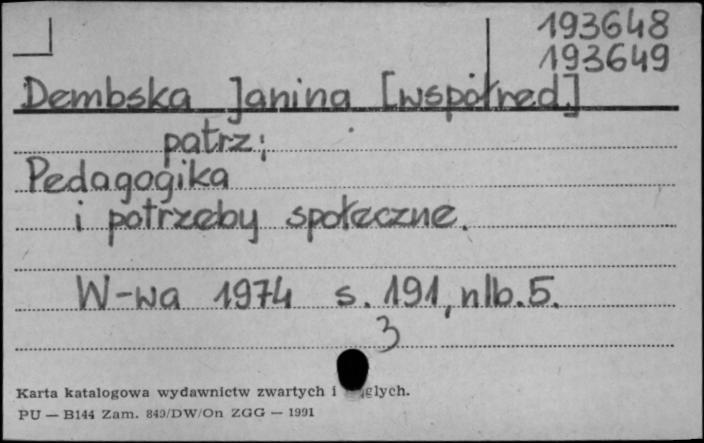 193648
193649
Dembska Janina [współred.]
patrz:
Pedagogika
i potrzeby społeczne.
W-wa 1974 s. 191, nlb. 5.
3
Karta katalogowa wydawnictw zwartych i
PU — B144 Zam. 849/DW/On ZGG — 1991